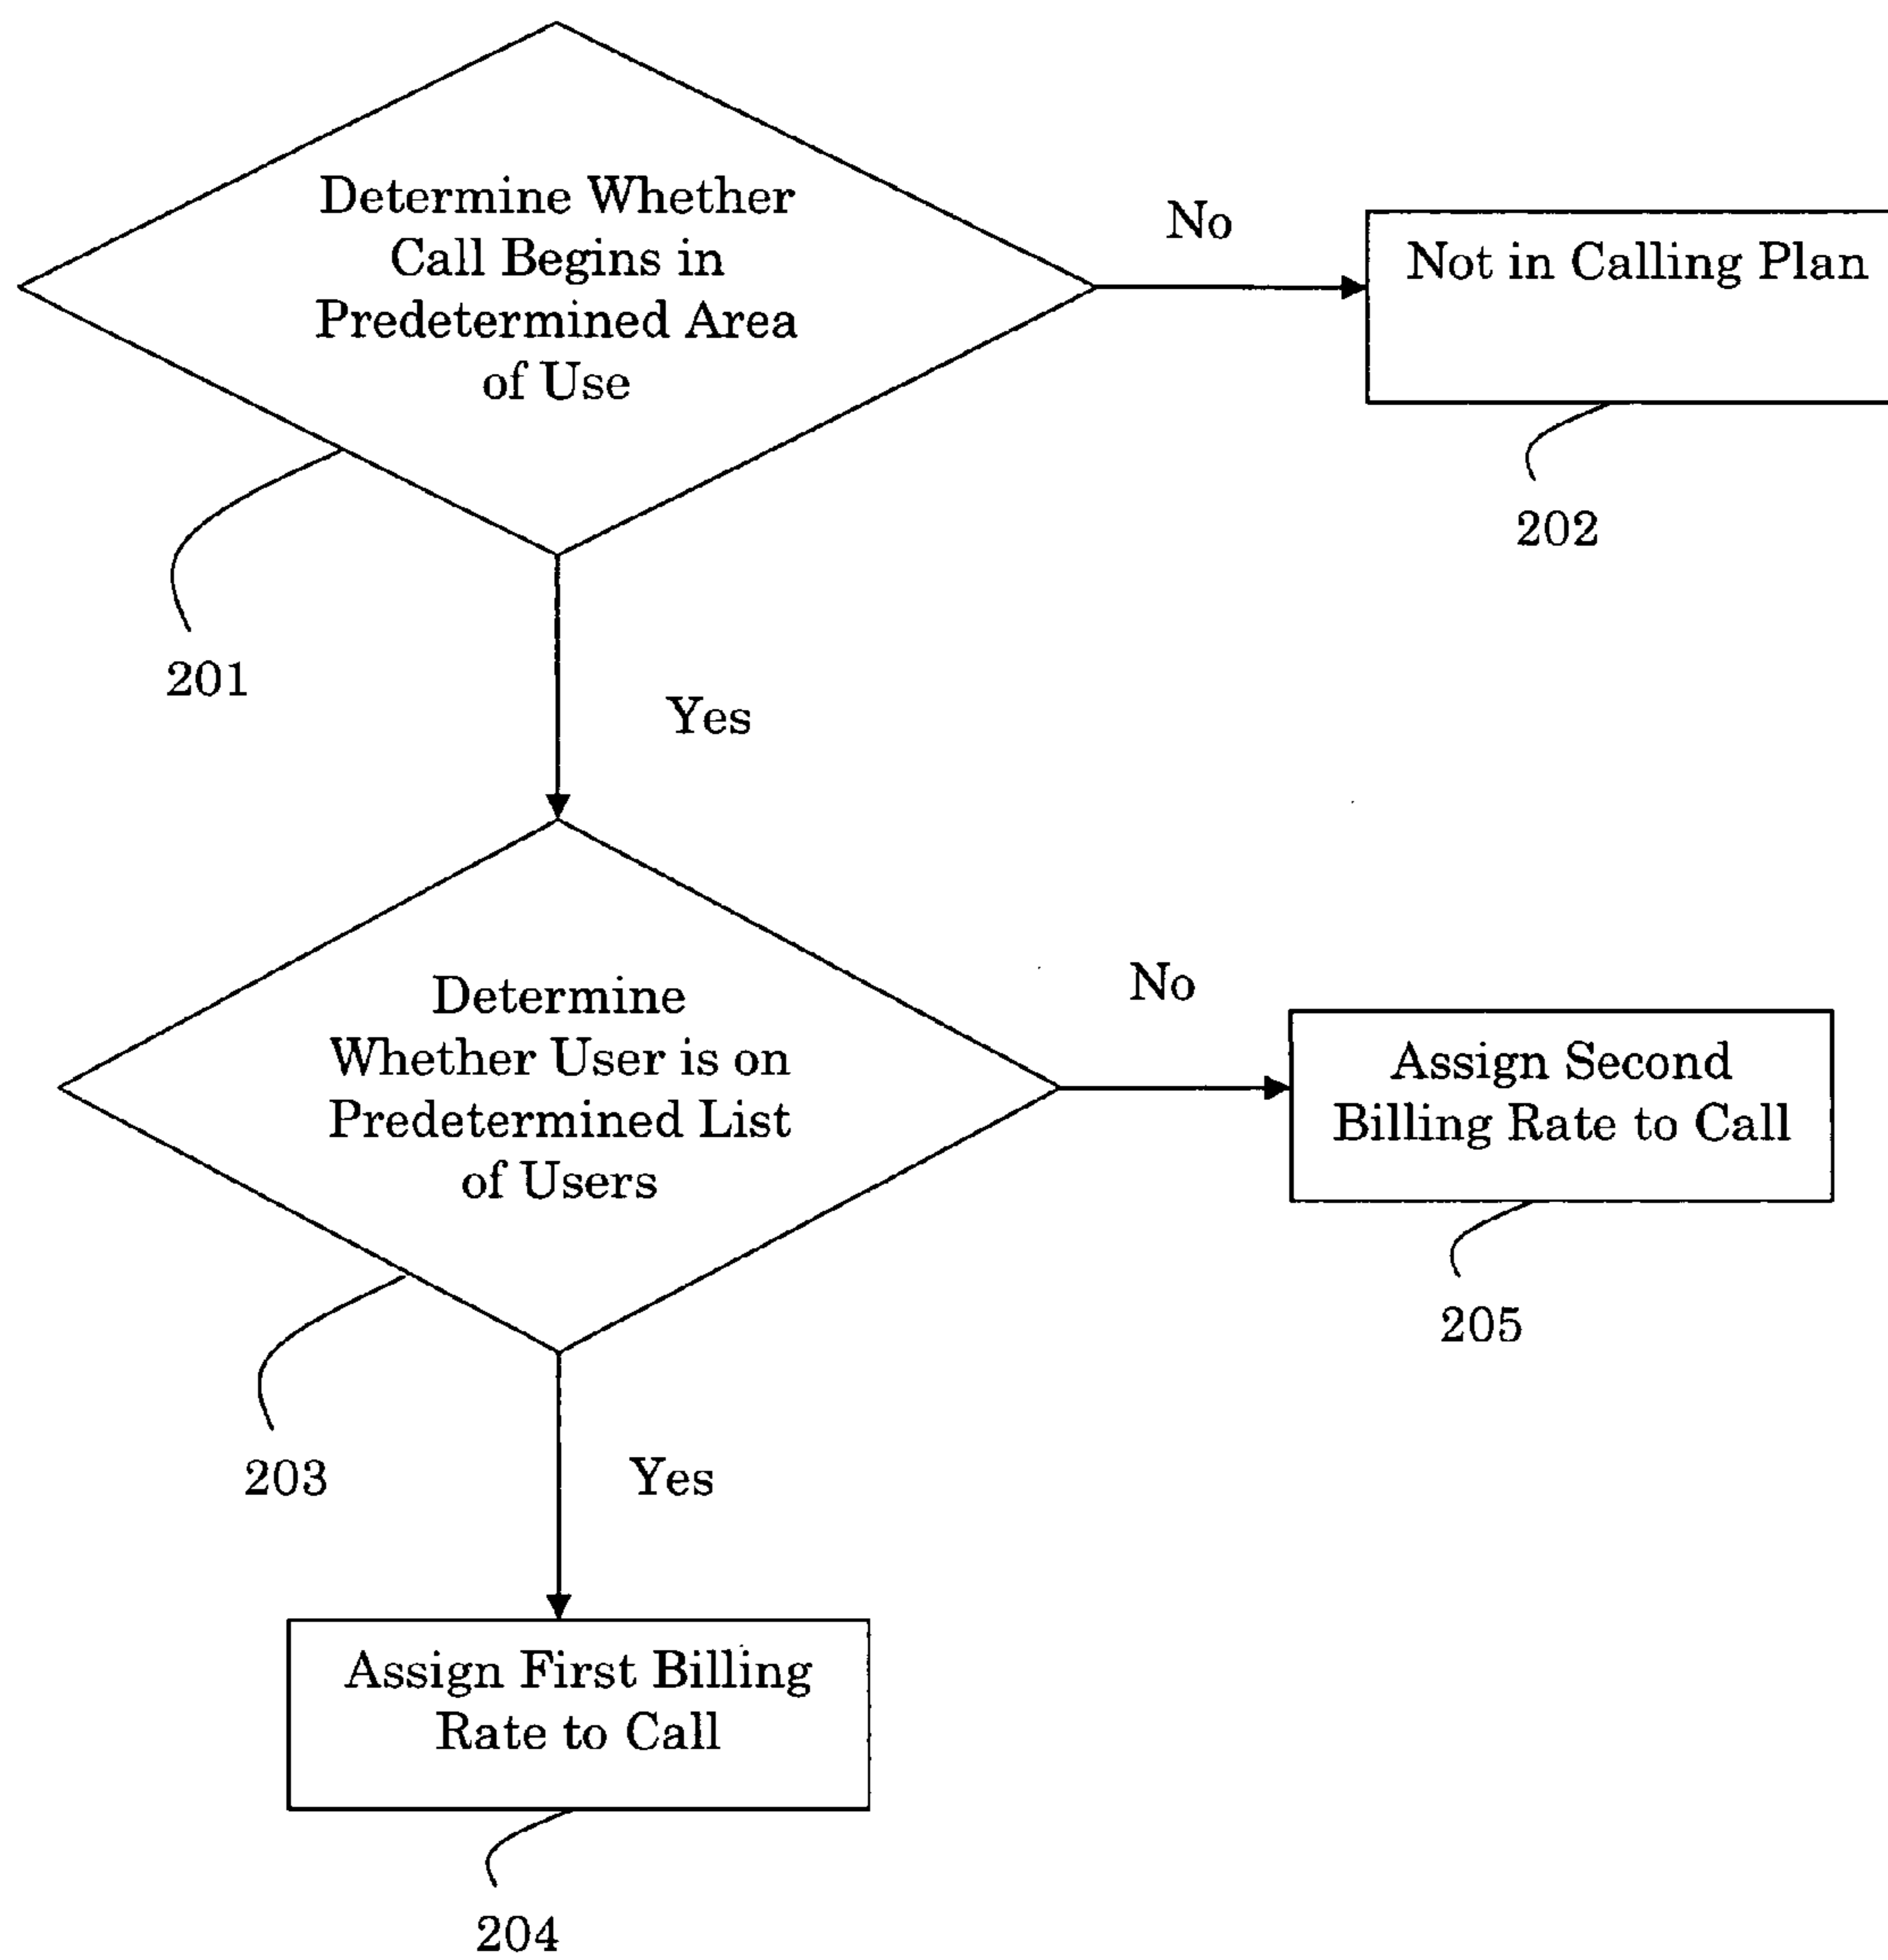 Determine Whether
Call Begins in
Predetermined Area
of Use
No
Not in Calling Plan
202
201
Yes
Determine
Whether User is on
Predetermined List
of Users
No
Assign Second
Billing Rate to Call
205
203
Yes
Assign First Billing
Rate to Call
204